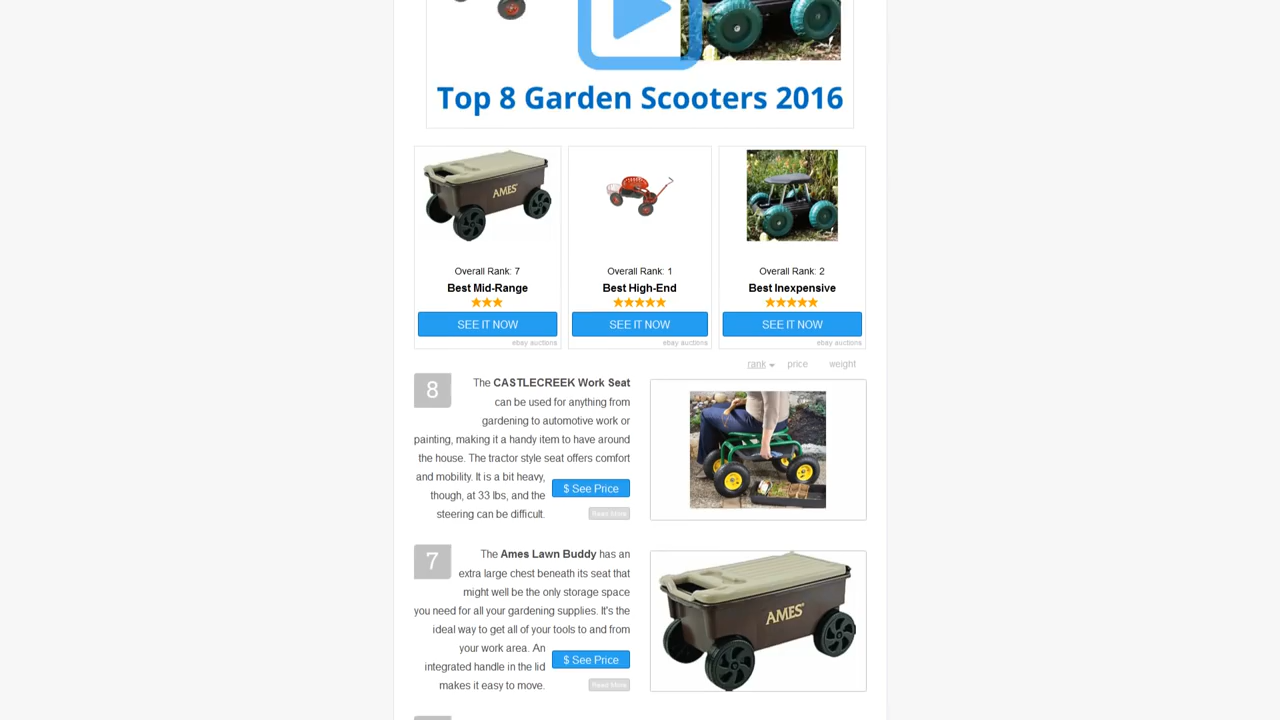 Top 8 Garden Scooters 2016
AMES
Overall Rank: 7
Best Mid-Range
SEE IT NOW
ebay auctions
Overall Rank: 1
Best High-End
SEE IT NOW
ebay auctions
Overall Rank: 2
Best Inexpensive
SEE IT NOW
ebay auctions
rank price weight
8
The CASTLECREEK Work Seat
can be used for anything from
gardening to automotive work or
painting, making it a handy item to have around
the house. The tractor style seat offers comfort
and mobility. It is a bit heavy,
though, at 33 lbs, and the
steering can be difficult.
$ See Price
Read More
7
The Ames Lawn Buddy has an
extra large chest beneath its seat that
might well be the only storage space
you need for all your gardening supplies. It's the
ideal way to get all of your tools to and from
your work area. An
integrated handle in the lid
makes it easy to move.
$ See Price
Read More
AMES